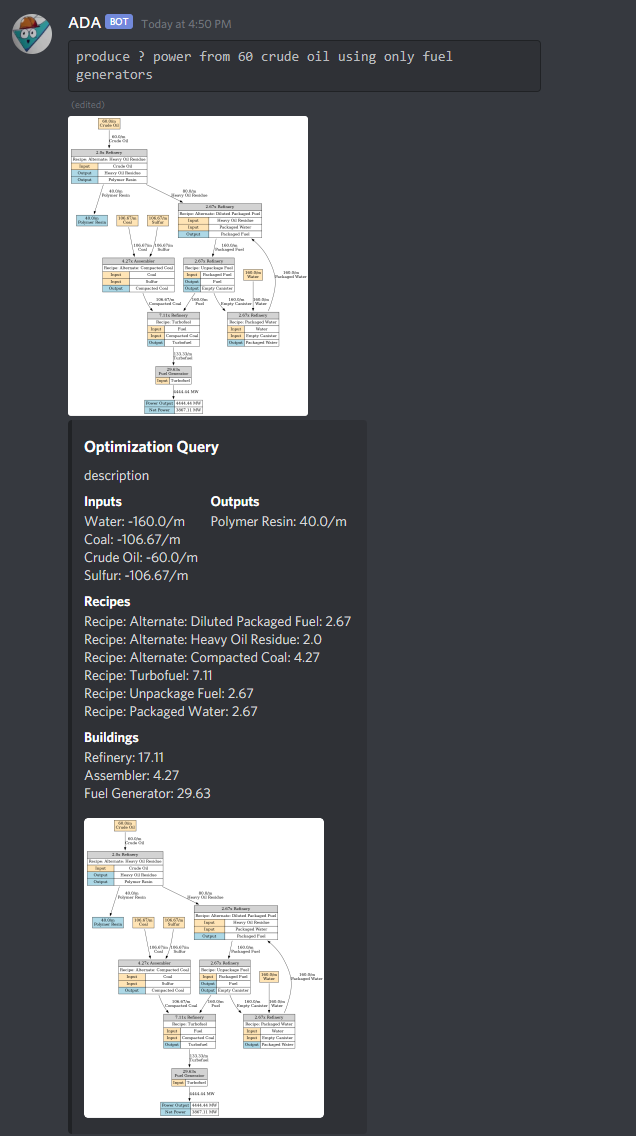 ADA BOT Today at 4:50 PM
produce ? power from 60 crude oil using only fuel
generators
(edited)
60.0/m
Crude Oil
60.0/m
Crude Oil
2.0x Refinery
Recipe: Alternate: Heavy Oil Residue
Input Crude Oil
Output Heavy Oil Residue
Output Polymer Resin
40.0/m
Polymer Resin
80.0/m
Heavy Oil Residue
2.67x Refinery
Recipe: Alternate: Diluted Packaged Fuel
Input Heavy Oil Residue
Input Packaged Water
Output Packaged Fuel
40.0/m
Polymer Resin
106.67/m
Coal
106.67/m
Sulfur
106.67/m
Coal
106.67/m
Sulfur
160.0/m
Packaged Fuel
4.27x Assembler
Recipe: Alternate: Compacted Coal
Input Coal
Input Sulfur
Output Compacted Coal
2.67x Refinery
Recipe: Unpackage Fuel
Input Packaged Fuel
Output Fuel
Output Empty Canister
160.0/m
Water
160.0/m
Packaged Water
106.67/m
Compacted Coal
160.0/m
Fuel
160.0/m
Empty Canister
160.0/m
Water
7.11x Refinery
Recipe: Turbofuel
Input Fuel
Input Compacted Coal
Output Turbofuel
2.67x Refinery
Recipe: Packaged Water
Input Water
Input Empty Canister
Output Packaged Water
133.33/m
Turbofuel
29.63x
Fuel Generator
Input Turbofuel
4444.44 MW
Power Output 4444.44 MW
Net Power 3867.11 MW
Optimization Query
description
Inputs Outputs
Water: -160.0/m Polymer Resin: 40.0/m
Coal: -106.67/m
Crude Oil: -60.0/m
Sulfur: -106.67/m
Recipes
Recipe: Alternate: Diluted Packaged Fuel: 2.67
Recipe: Alternate: Heavy Oil Residue: 2.0
Recipe: Alternate: Compacted Coal: 4.27
Recipe: Turbofuel: 7.11
Recipe: Unpackage Fuel: 2.67
Recipe: Packaged Water: 2.67
Buildings
Refinery: 17.11
Assembler: 4.27
Fuel Generator: 29.63
60.0/m
Crude Oil
60.0/m
Crude Oil
2.0x Refinery
Recipe: Alternate: Heavy Oil Residue
Input Crude Oil
Output Heavy Oil Residue
Output Polymer Resin
40.0/m
Polymer Resin
80.0/m
Heavy Oil Residue
2.67x Refinery
Recipe: Alternate: Diluted Packaged Fuel
Input Heavy Oil Residue
Input Packaged Water
Output Packaged Fuel
40.0/m
Polymer Resin
106.67/m
Coal
106.67/m
Sulfur
106.67/m
Coal
106.67/m
Sulfur
160.0/m
Packaged Fuel
4.27x Assembler
Recipe: Alternate: Compacted Coal
Input Coal
Input Sulfur
Output Compacted Coal
2.67x Refinery
Recipe: Unpackage Fuel
Input Packaged Fuel
Output Fuel
Output Empty Canister
160.0/m
Water
160.0/m
Packaged Water
106.67/m
Compacted Coal
160.0/m
Fuel
160.0/m
Empty Canister
160.0/m
Water
7.11x Refinery
Recipe: Turbofuel
Input Fuel
Input Compacted Coal
Output Turbofuel
2.67x Refinery
Recipe: Packaged Water
Input Water
Input Empty Canister
Output Packaged Water
133.33/m
Turbofuel
29.63x
Fuel Generator
Input Turbofuel
4444.44 MW
Power Output 4444.44 MW
Net Power 3867.11 MW